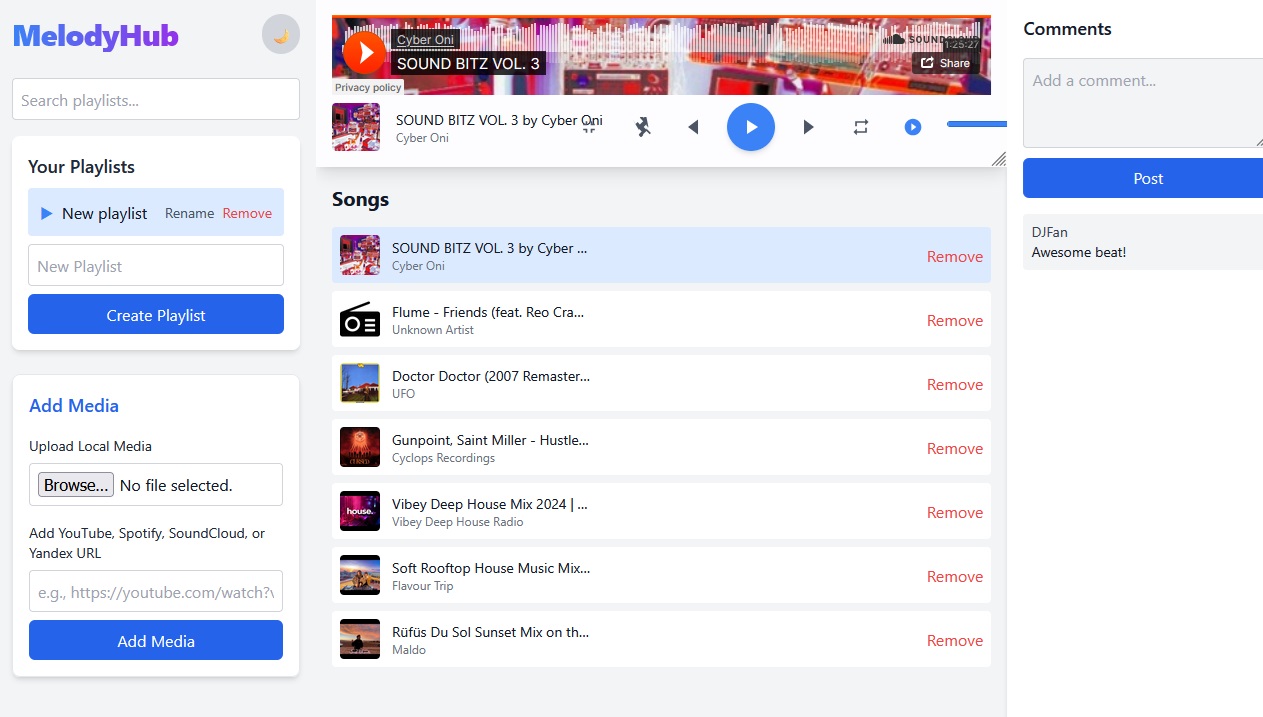 MelodyHub
Search playlists...
Your Playlists
New playlist Rename Remove
New Playlist
Create Playlist
Add Media
Upload Local Media
Browse... No file selected.
Add YouTube, Spotify, SoundCloud, or
Yandex URL
e.g., https://youtube.com/watch?v
Add Media
Cyber Oni
SOUND BITZ VOL. 3
SOUNDCLOUD
1:25:27
Share
Privacy policy
SOUND BITZ VOL. 3 by Cyber Oni
Cyber Oni
Songs
SOUND BITZ VOL. 3 by Cyber ...
Cyber Oni
Remove
Flume - Friends (feat. Reo Cra...
Unknown Artist
Remove
Doctor Doctor (2007 Remaster...
UFO
Remove
Gunpoint, Saint Miller - Hustle...
Cyclops Recordings
Remove
house.
Vibey Deep House Mix 2024 | ...
Vibey Deep House Radio
Remove
Soft Rooftop House Music Mix...
Flavour Trip
Remove
Rüfüs Du Sol Sunset Mix on th...
Maldo
Remove
Comments
Add a comment...
Post
DJFan
Awesome beat!